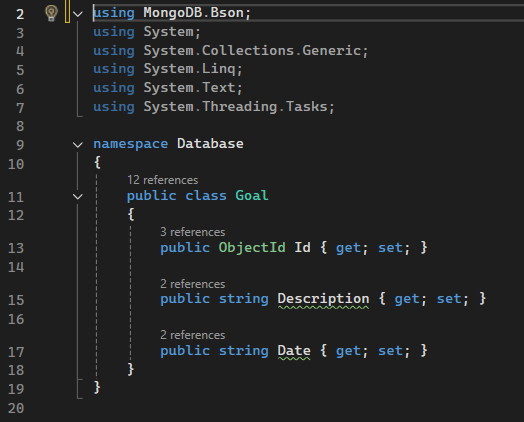 2 using MongoDB.Bson;
3 using System;
4 using System.Collections.Generic;
5 using System.Linq;
6 using System.Text;
7 using System.Threading.Tasks;
8
9 namespace Database
10 {
12 references
11 public class Goal
12 {
3 references
13 public ObjectId Id { get; set; }
14
2 references
15 public string Description { get; set; }
16
2 references
17 public string Date { get; set; }
18 }
19 }
20